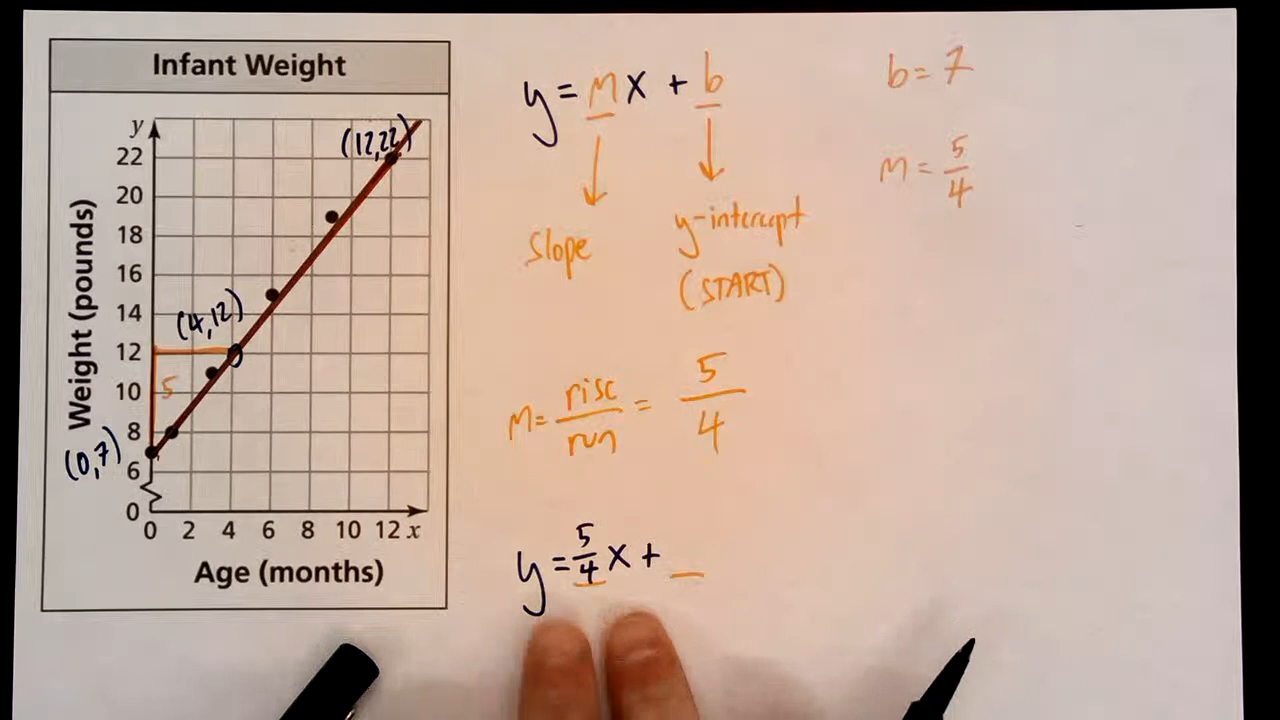 Infant Weight
y
22
20
18
16
14
12
10
8
6
0
0 2 4 6 8 10 12 x
Weight (pounds)
Age (months)
(12,22)
(4,12)
5
(0,7)
y = mx + b
slope
y-intercept
(START)
m = rise/run = 5/4
y = 5/4 x + _
b = 7
m = 5/4